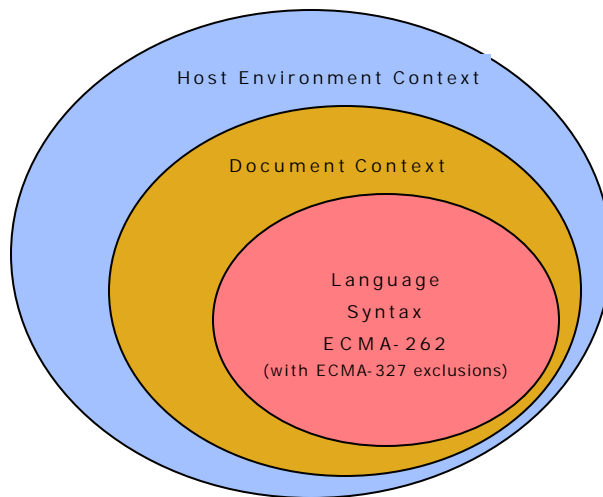 Host Environment Context
Document Context
Language
Syntax
ECMA-262
(with ECMA-327 exclusions)